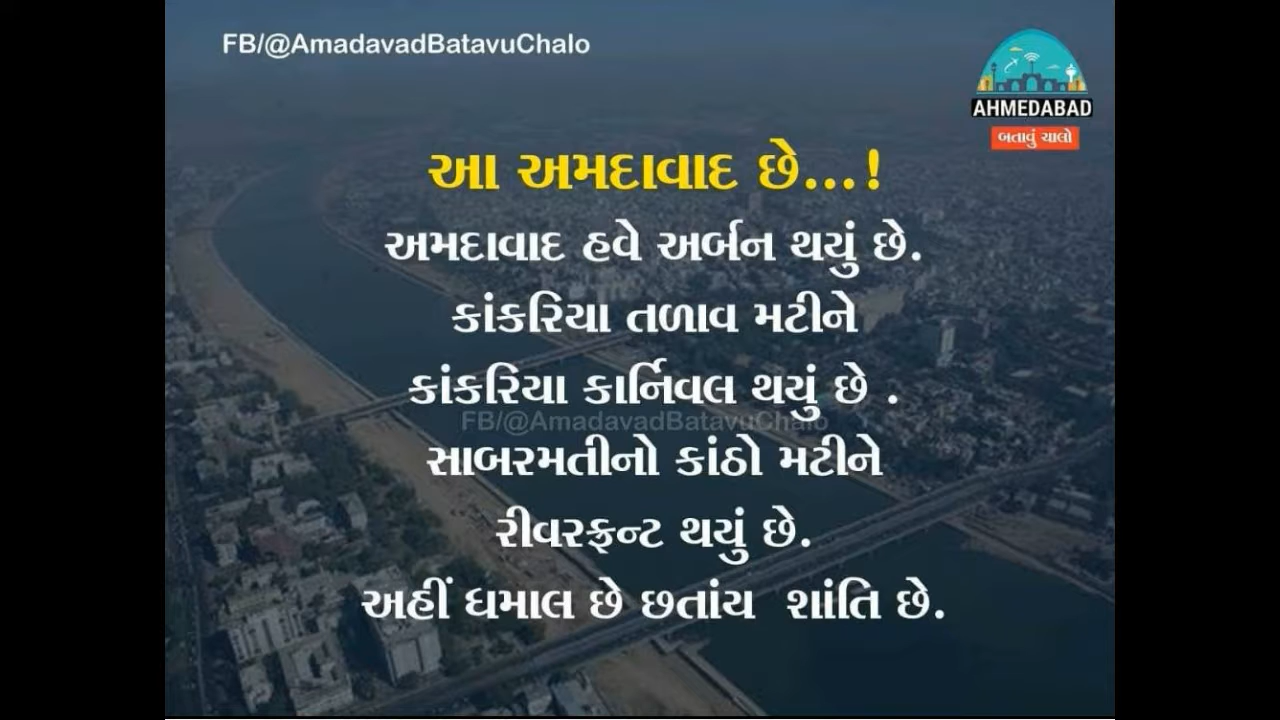 FB/@AmadavadBatavuChalo
AHMEDABAD
બતાવું ચાલો
આ અમદાવાદ છે...!
અમદાવાદ હવે અર્બન થયું છે.
કાંકરિયા તળાવ મટીને
કાંકરિયા કાર્નિવલ થયું છે .
FB/@AmadavadBatavuChalo
સાબરમતીનો કાંઠો મટીને
રીવરફ્રન્ટ થયું છે.
અહીં ધમાલ છે છતાંય શાંતિ છે.